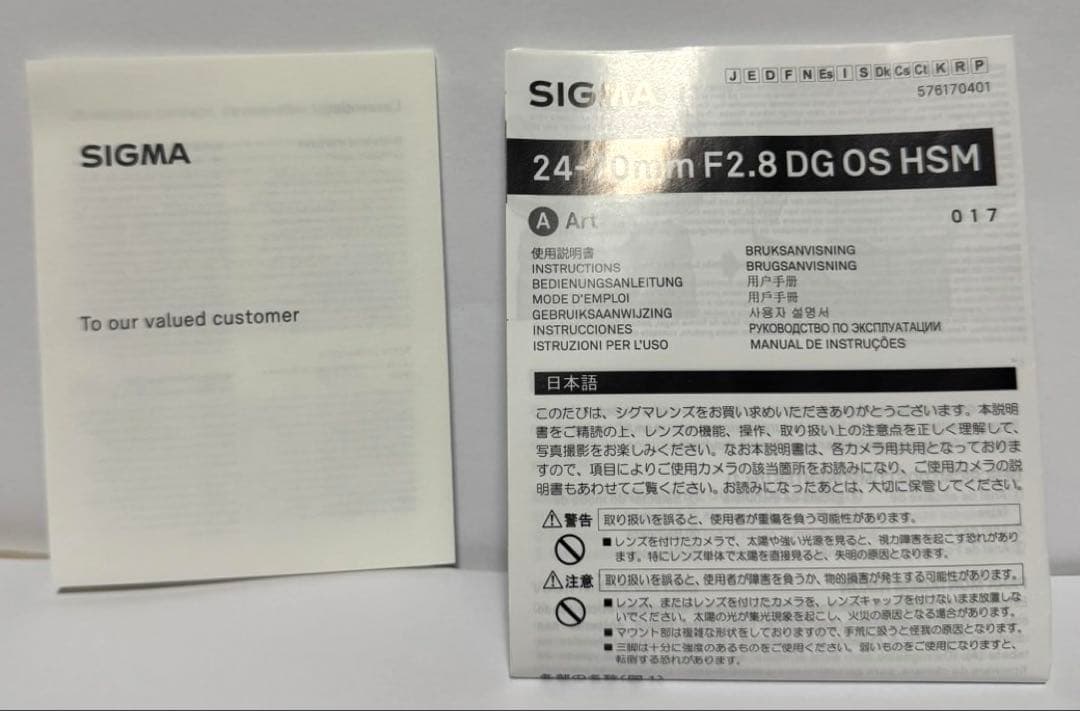 SIGMA
To our valued customer
SIGMA
J E D F N Es I S Dk Cs Ct K R P
576170401
24-70mm F2.8 DG OS HSM
A Art
017
使用説明書
INSTRUCTIONS
BEDIENUNGSANLEITUNG
MODE D'EMPLOI
GEBRUIKSAANWIJZING
INSTRUCCIONES
ISTRUZIONI PER L'USO
BRUKSANVISNING
BRUGSANVISNING
用户手册
用戶手冊
사용자 설명서
РУКОВОДСТВО ПО ЭКСПЛУАТАЦИИ
MANUAL DE INSTRUÇÕES
日本語
このたびは、シグマレンズをお買い求めいただきありがとうございます。本説明
書をご精読の上、レンズの機能、操作、取り扱い上の注意点を正しく理解して、
写真撮影をお楽しみください。なお本説明書は、各カメラ用共用となっておりま
すので、項目によりご使用カメラの該当箇所をお読みになり、ご使用カメラの説
明書もあわせてご覧ください。お読みになったあとは、大切に保管してください。
警告 取り扱いを誤ると、使用者が重傷を負う可能性があります。
■レンズを付けたカメラで、太陽や強い光源を見ると、視力障害を起こす恐れがあり
ます。特にレンズ単体で太陽を直接見ると、失明の原因となります。
注意 取り扱いを誤ると、使用者が障害を負うか、物的損害が発生する可能性があります。
■レンズ、またはレンズを付けたカメラを、レンズキャップを付けないまま放置しな
いでください。太陽の光が集光現象を起こし、火災の原因となる場合があります。
■マウント部は複雑な形状をしておりますので、手荒に扱うと怪我の原因となります。
■三脚は十分に強度のあるものをご使用ください。弱いものをご使用になりますと、
転倒する恐れがあります。